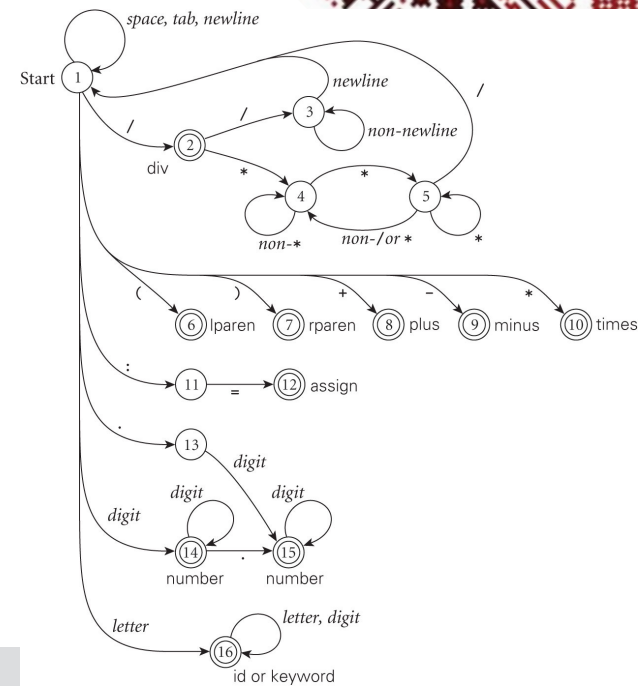 space, tab, newline
Start 1
/
newline
/
/
3
non-newline
2
div
*
*
4
5
non-*
non-/or *
*
(
)
+
-
*
6 lparen
7 rparen
8 plus
9 minus
10 times
:
11
=
12 assign
.
13
digit
digit
digit
digit
14
.
15
number
number
letter
letter, digit
16
id or keyword